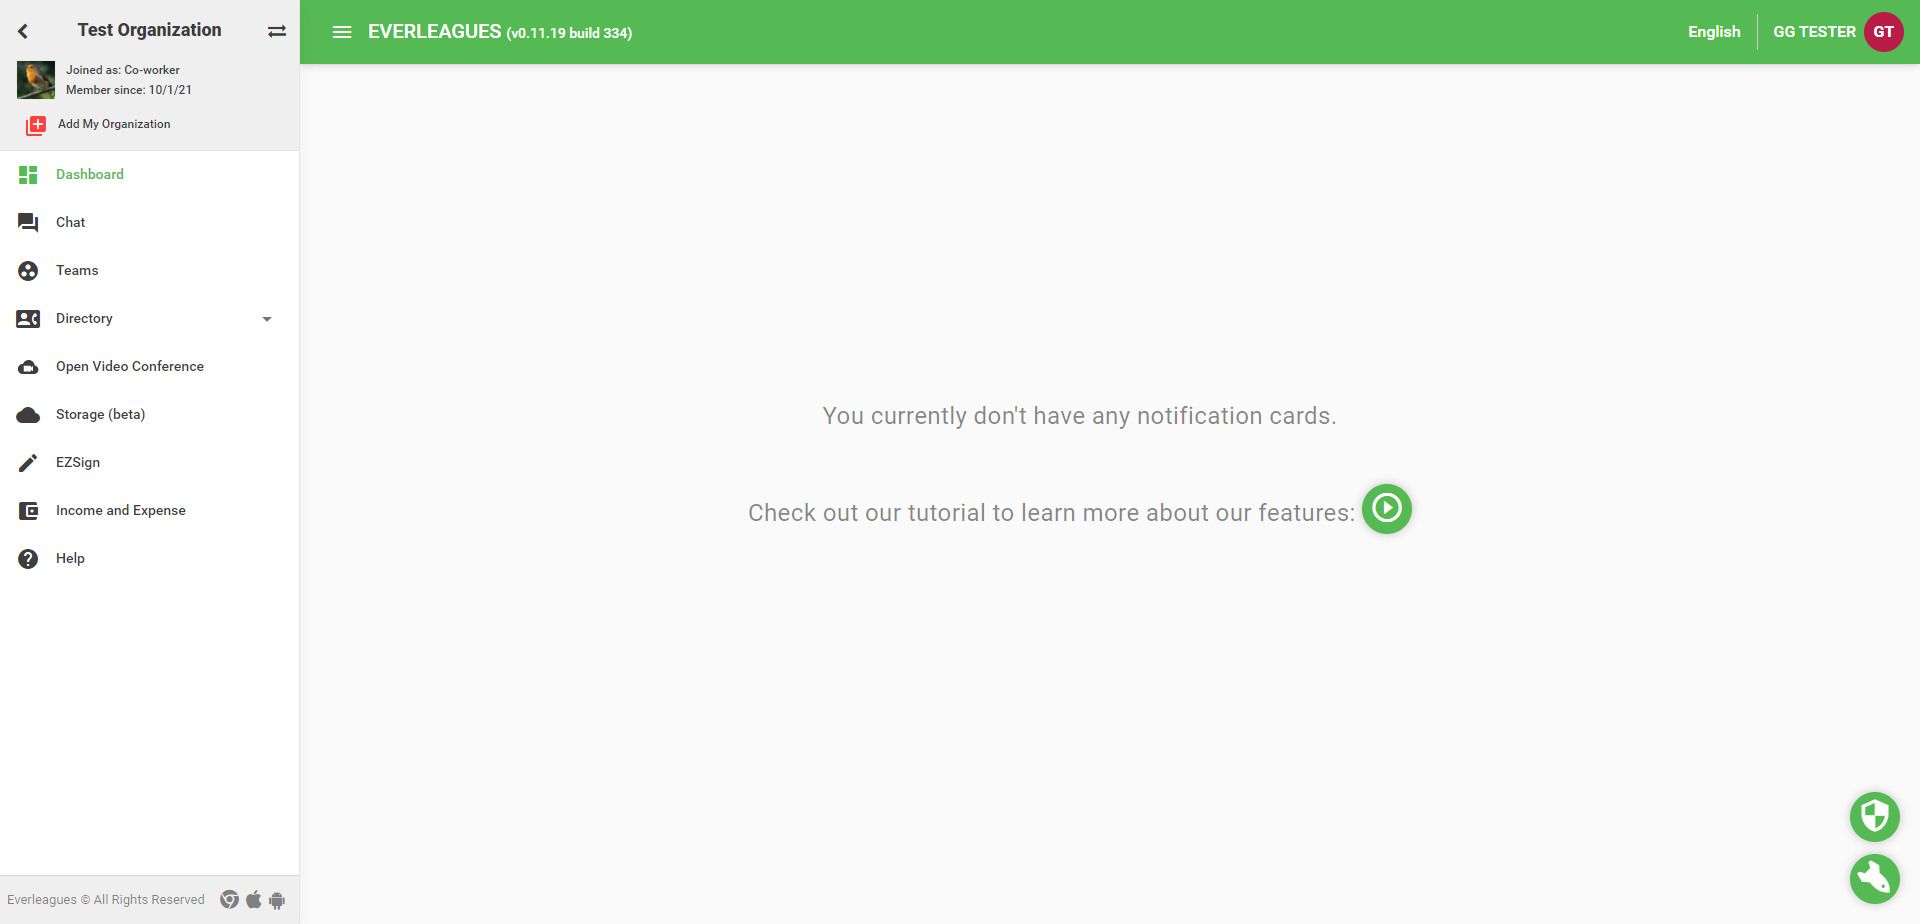 Test Organization
Joined as: Co-worker
Member since: 10/1/21
Add My Organization
Dashboard
Chat
Teams
Directory
Open Video Conference
Storage (beta)
EZSign
Income and Expense
Help
Everleagues © All Rights Reserved
EVERLEAGUES (v0.11.19 build 334)
English
GG TESTER GT
You currently don't have any notification cards.
Check out our tutorial to learn more about our features: